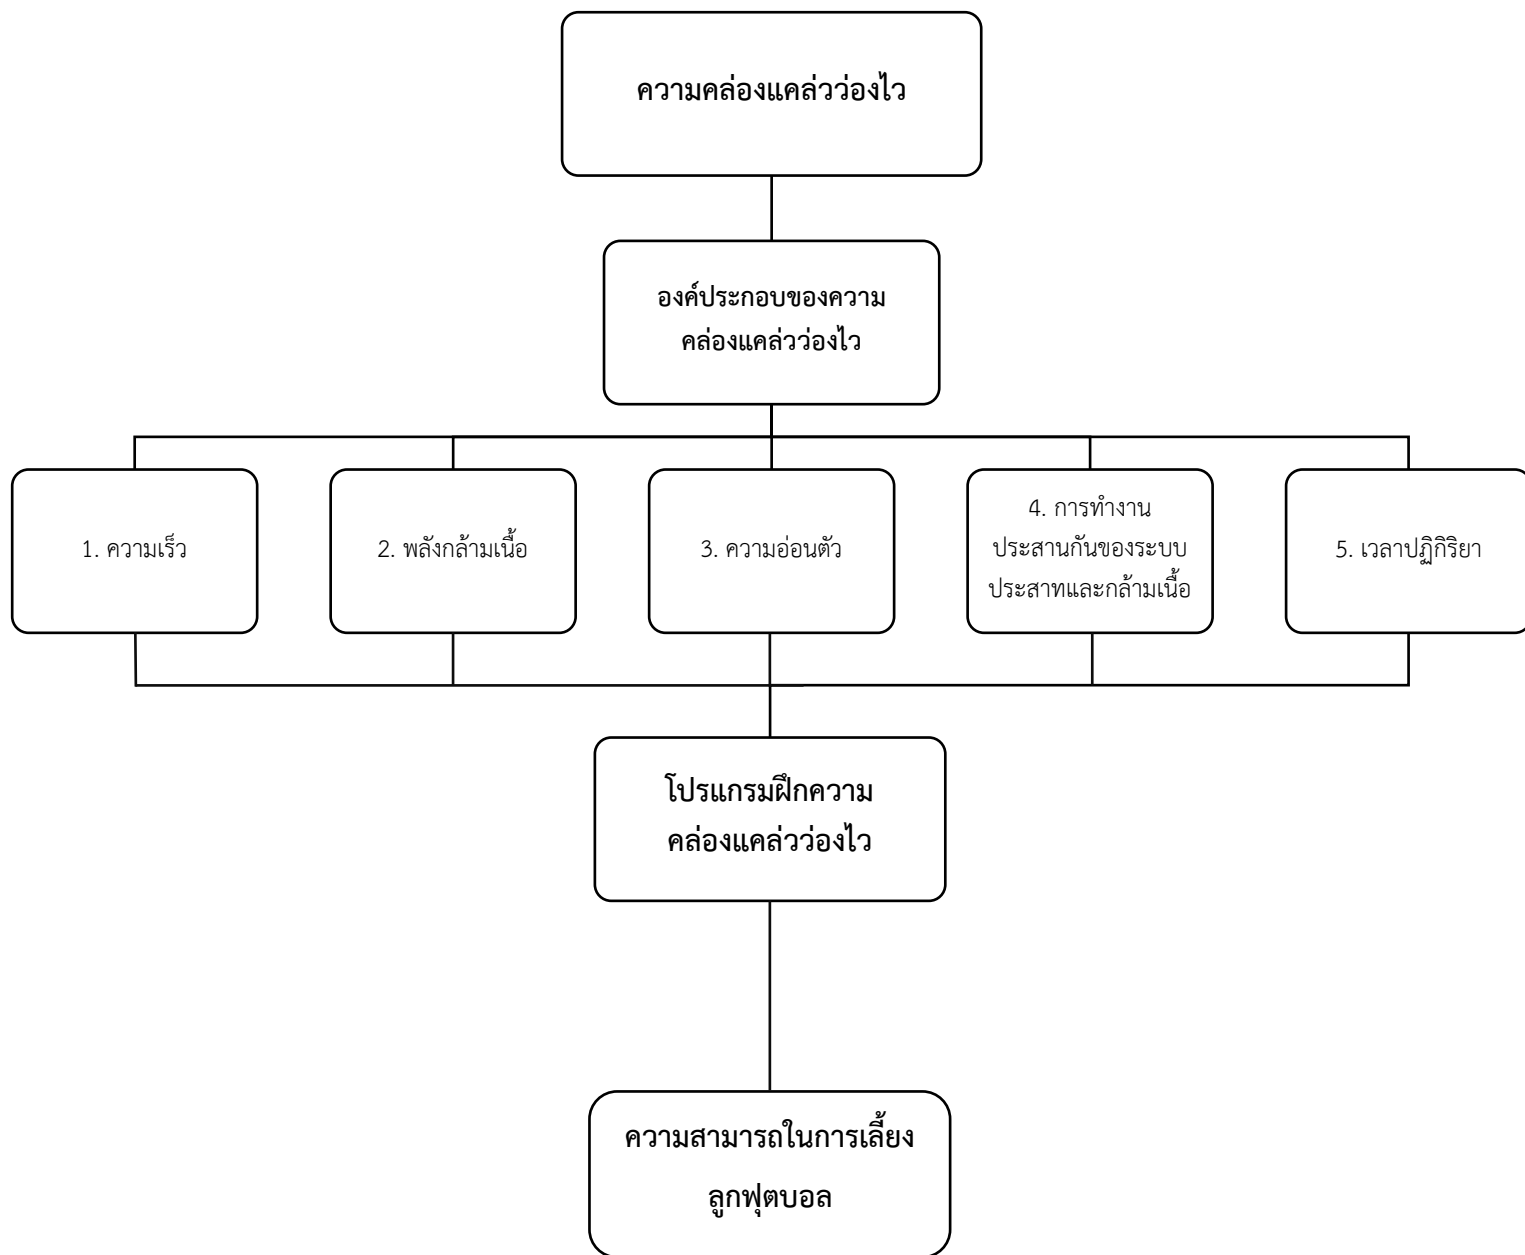 ความคล่องแคล่วว่องไว
องค์ประกอบของความ
คล่องแคล่วว่องไว
1. ความเร็ว
2. พลังกล้ามเนื้อ
3. ความอ่อนตัว
4. การทำงาน
ประสานกันของระบบ
ประสาทและกล้ามเนื้อ
5. เวลาปฏิกิริยา
โปรแกรมฝึกความ
คล่องแคล่วว่องไว
ความสามารถในการเลี้ยง
ลูกฟุตบอล